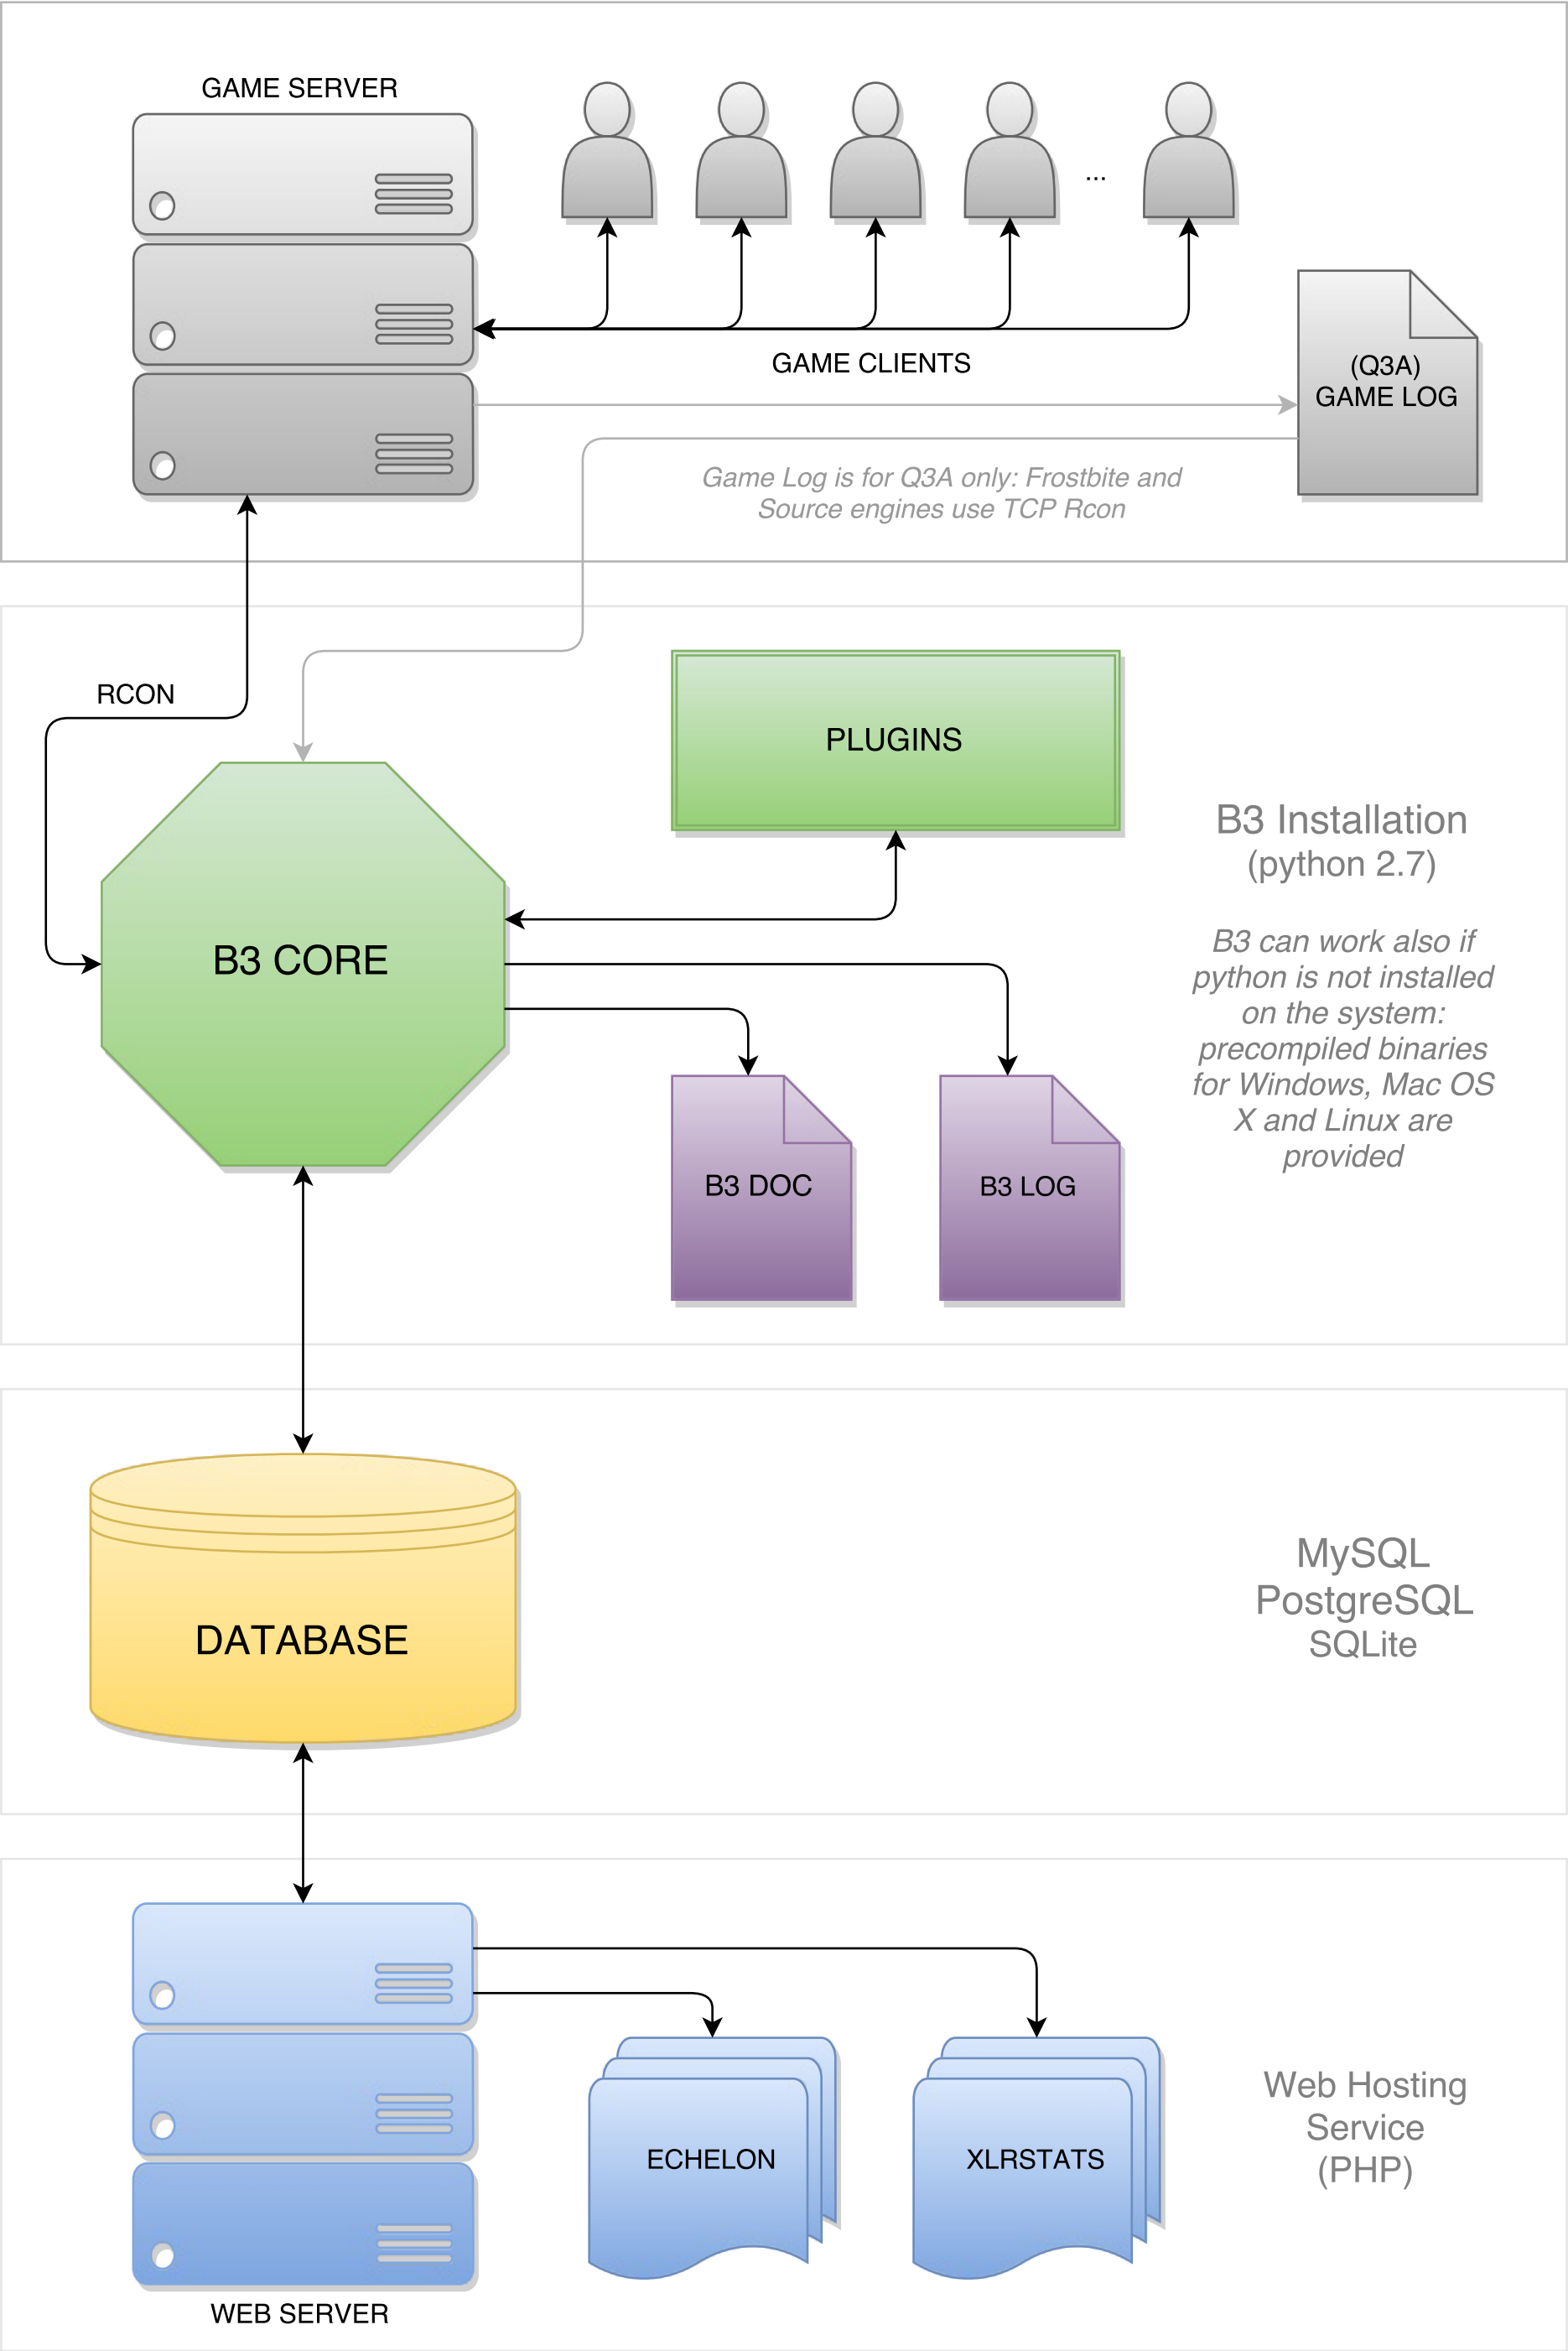 GAME SERVER
...
GAME CLIENTS
(Q3A)
GAME LOG
Game Log is for Q3A only: Frostbite and
Source engines use TCP Rcon
RCON
PLUGINS
B3 Installation
(python 2.7)
B3 CORE
B3 can work also if
python is not installed
on the system:
precompiled binaries
for Windows, Mac OS
X and Linux are
provided
B3 DOC
B3 LOG
MySQL
PostgreSQL
SQLite
DATABASE
Web Hosting
Service
(PHP)
ECHELON
XLRSTATS
WEB SERVER